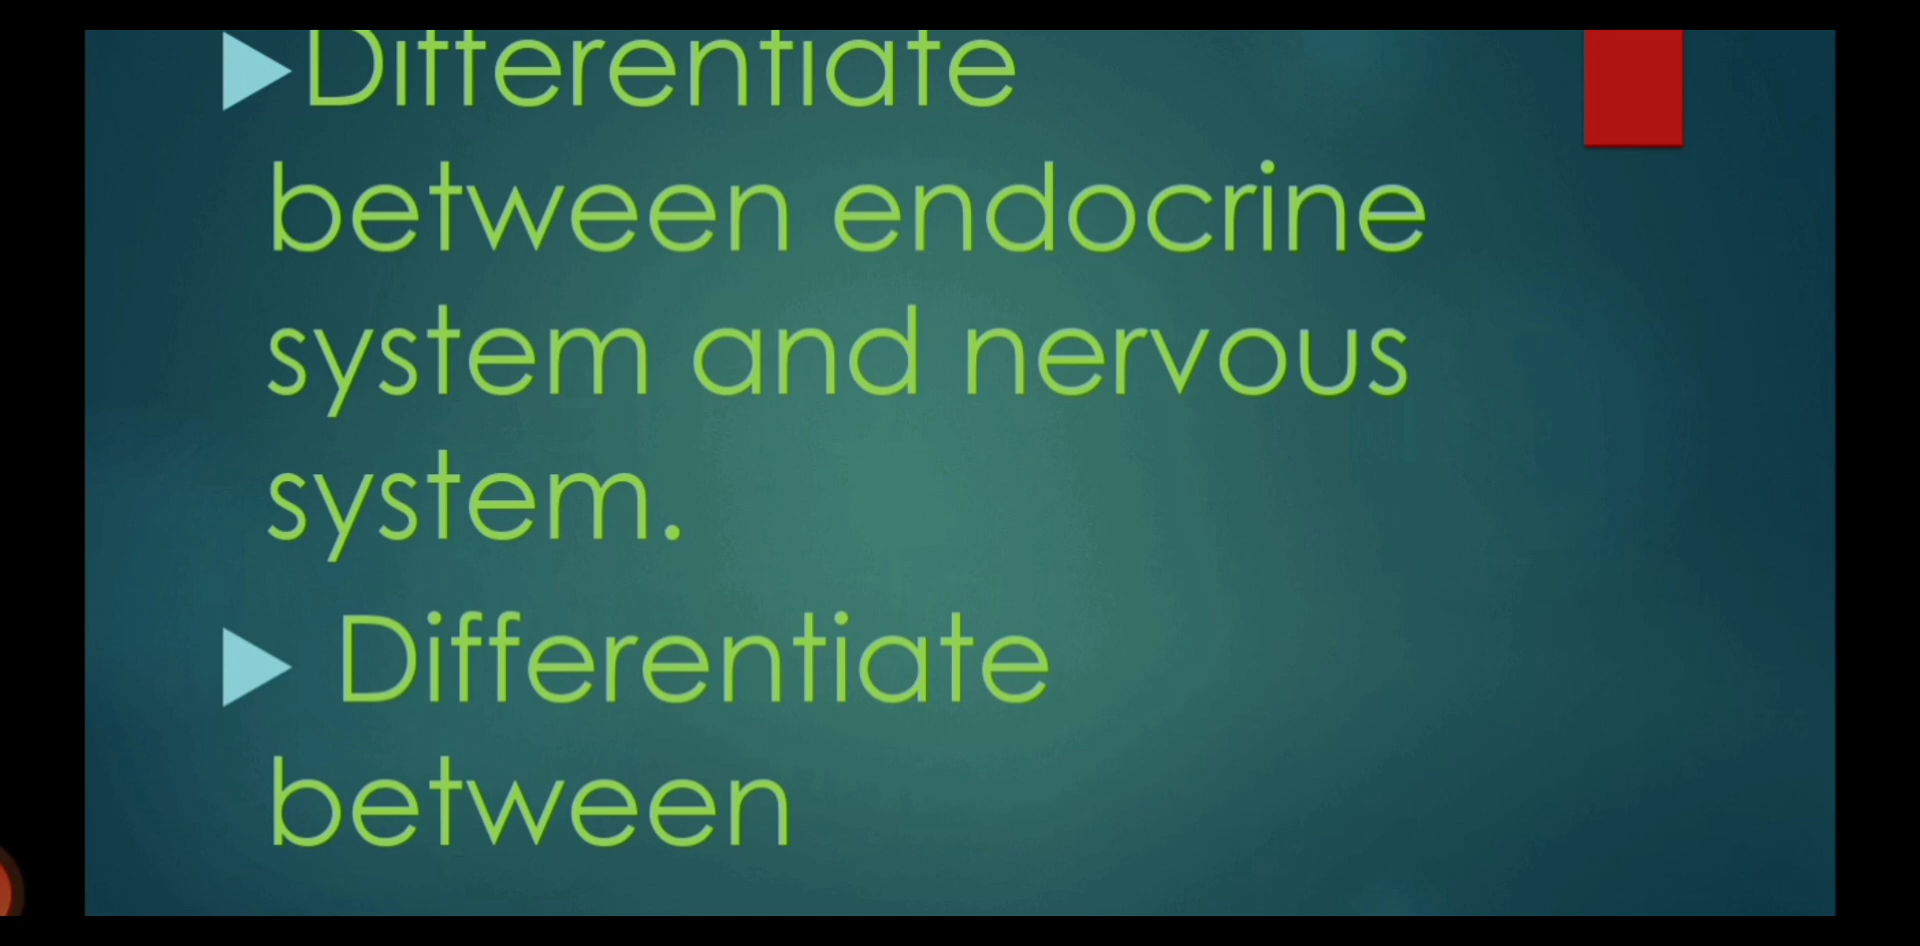 Differentiate
between endocrine
system and nervous
system.
Differentiate
between